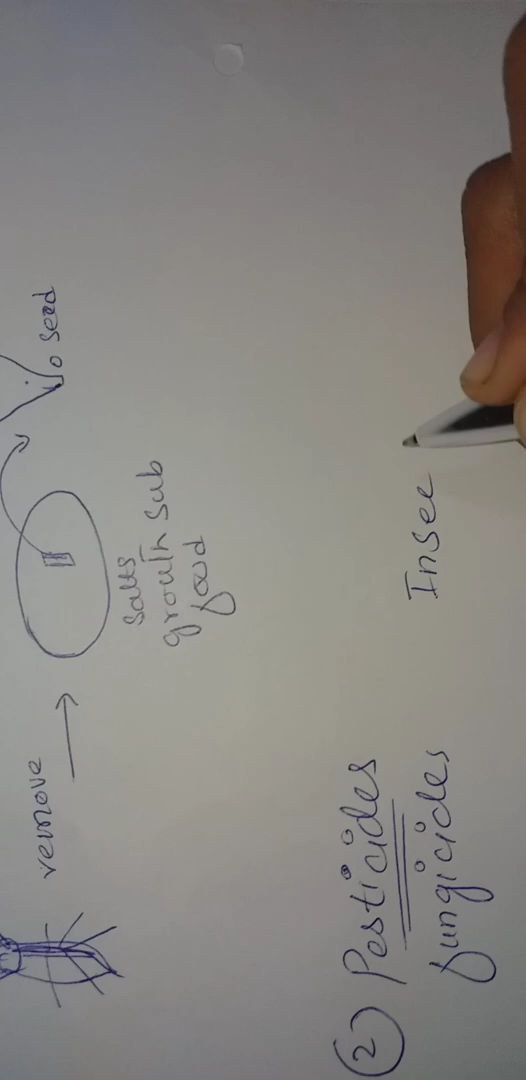 remove → w/o seed
salts
growth sub
food
(2) Pesticides
fungicides Insec